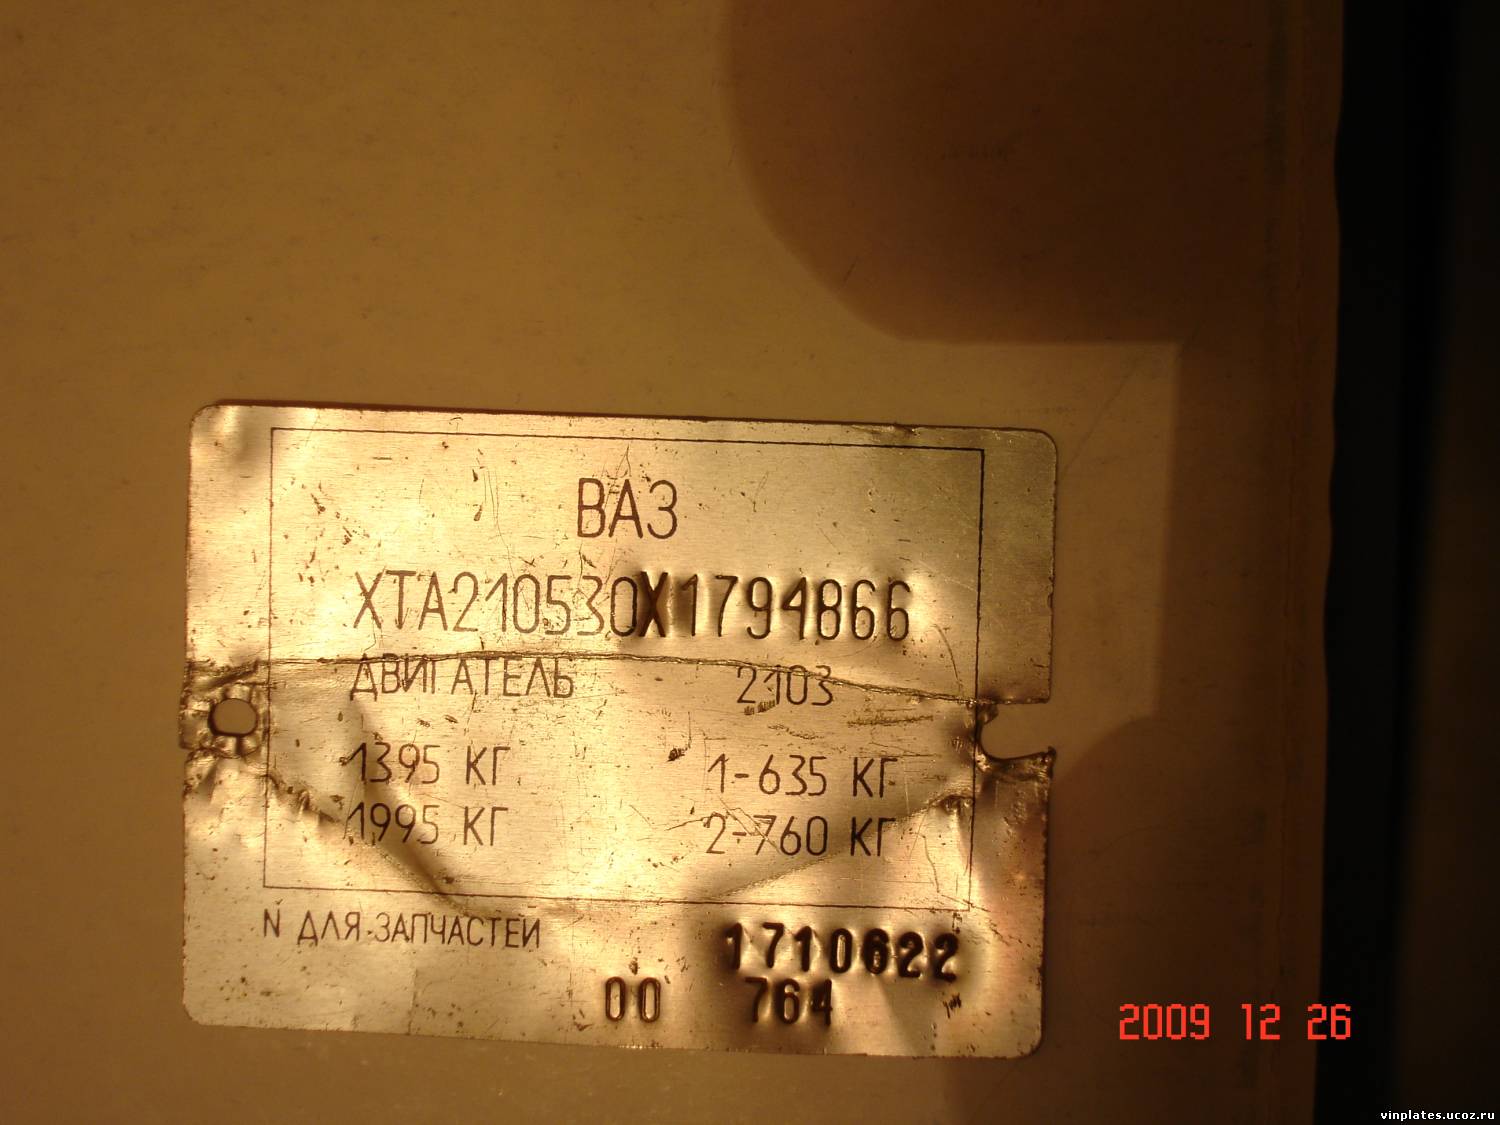 ВАЗ
XTA210530X1794866
ДВИГАТЕЛЬ 2103
1395 КГ 1-635 КГ
1995 КГ 2-760 КГ
N ДЛЯ ЗАПЧАСТЕЙ 1710622
00 764
2009 12 26
vinplates.ucoz.ru